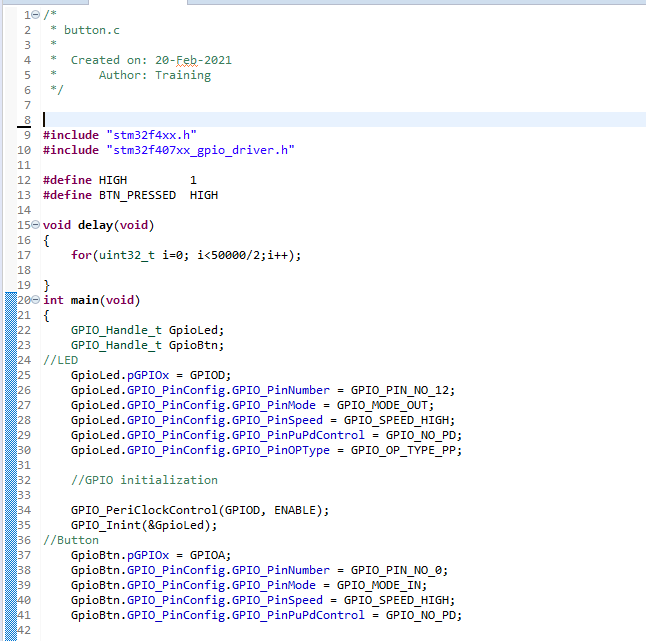 1 /*
2  * button.c
3  *
4  *  Created on: 20-Feb-2021
5  *      Author: Training
6  */
7
8
9 #include "stm32f4xx.h"
10 #include "stm32f407xx_gpio_driver.h"
11
12 #define HIGH         1
13 #define BTN_PRESSED  HIGH
14
15 void delay(void)
16 {
17     for(uint32_t i=0; i<50000/2;i++);
18
19 }
20 int main(void)
21 {
22     GPIO_Handle_t GpioLed;
23     GPIO_Handle_t GpioBtn;
24 //LED
25     GpioLed.pGPIOx = GPIOD;
26     GpioLed.GPIO_PinConfig.GPIO_PinNumber = GPIO_PIN_NO_12;
27     GpioLed.GPIO_PinConfig.GPIO_PinMode = GPIO_MODE_OUT;
28     GpioLed.GPIO_PinConfig.GPIO_PinSpeed = GPIO_SPEED_HIGH;
29     GpioLed.GPIO_PinConfig.GPIO_PinPuPdControl = GPIO_NO_PD;
30     GpioLed.GPIO_PinConfig.GPIO_PinOPType = GPIO_OP_TYPE_PP;
31
32     //GPIO initialization
33
34     GPIO_PeriClockControl(GPIOD, ENABLE);
35     GPIO_Inint(&GpioLed);
36 //Button
37     GpioBtn.pGPIOx = GPIOA;
38     GpioBtn.GPIO_PinConfig.GPIO_PinNumber = GPIO_PIN_NO_0;
39     GpioBtn.GPIO_PinConfig.GPIO_PinMode = GPIO_MODE_IN;
40     GpioBtn.GPIO_PinConfig.GPIO_PinSpeed = GPIO_SPEED_HIGH;
41     GpioBtn.GPIO_PinConfig.GPIO_PinPuPdControl = GPIO_NO_PD;
42